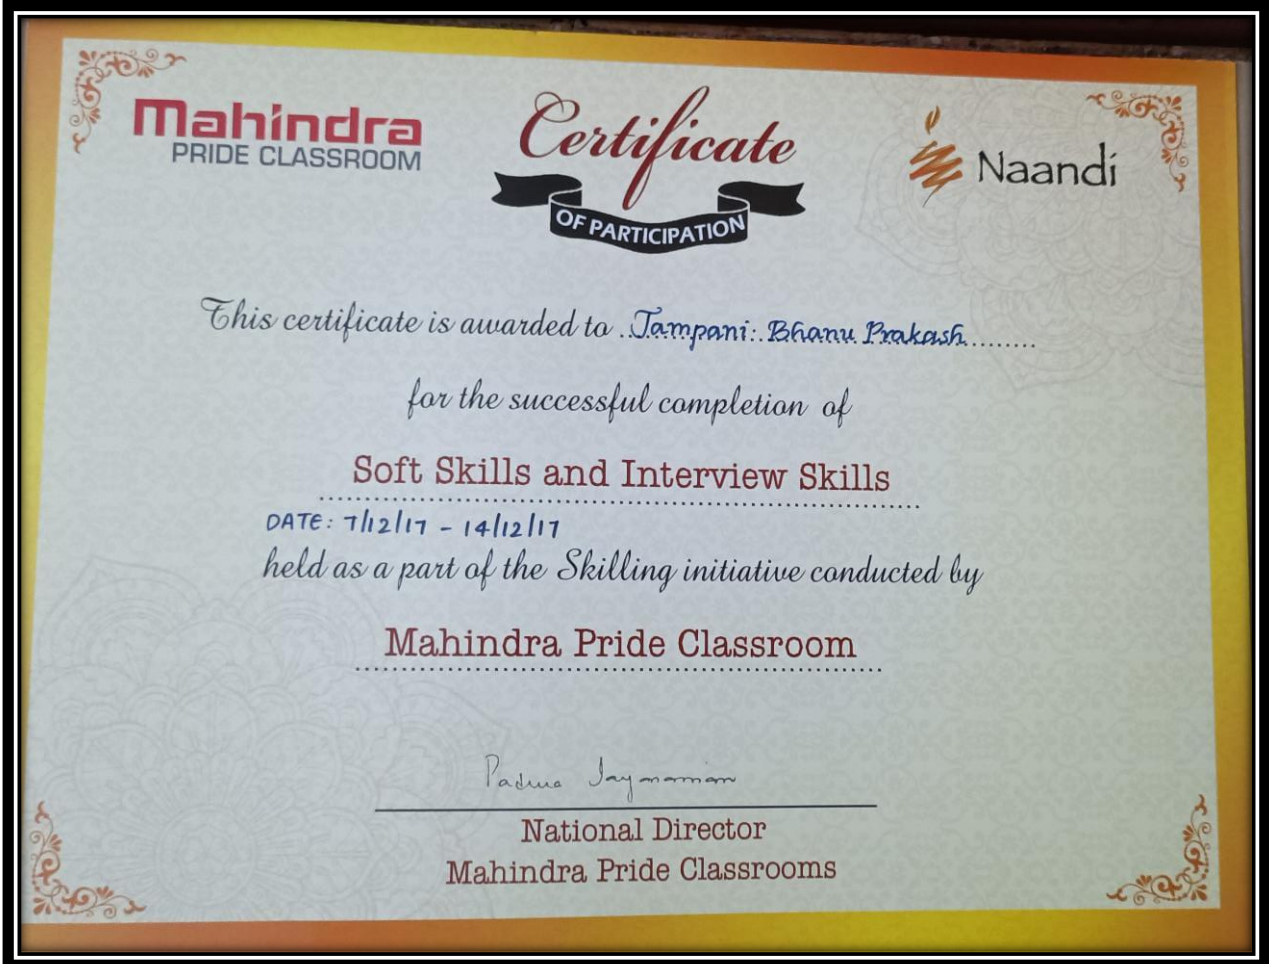 Mahindra
PRIDE CLASSROOM
Certificate
OF PARTICIPATION
Naandi
This certificate is awarded to ..Tampani. Bhanu Prakash........
for the successful completion of
Soft Skills and Interview Skills
DATE: 7/12/17 - 14/12/17
held as a part of the Skilling initiative conducted by
Mahindra Pride Classroom
Padma Jayaraman
National Director
Mahindra Pride Classrooms